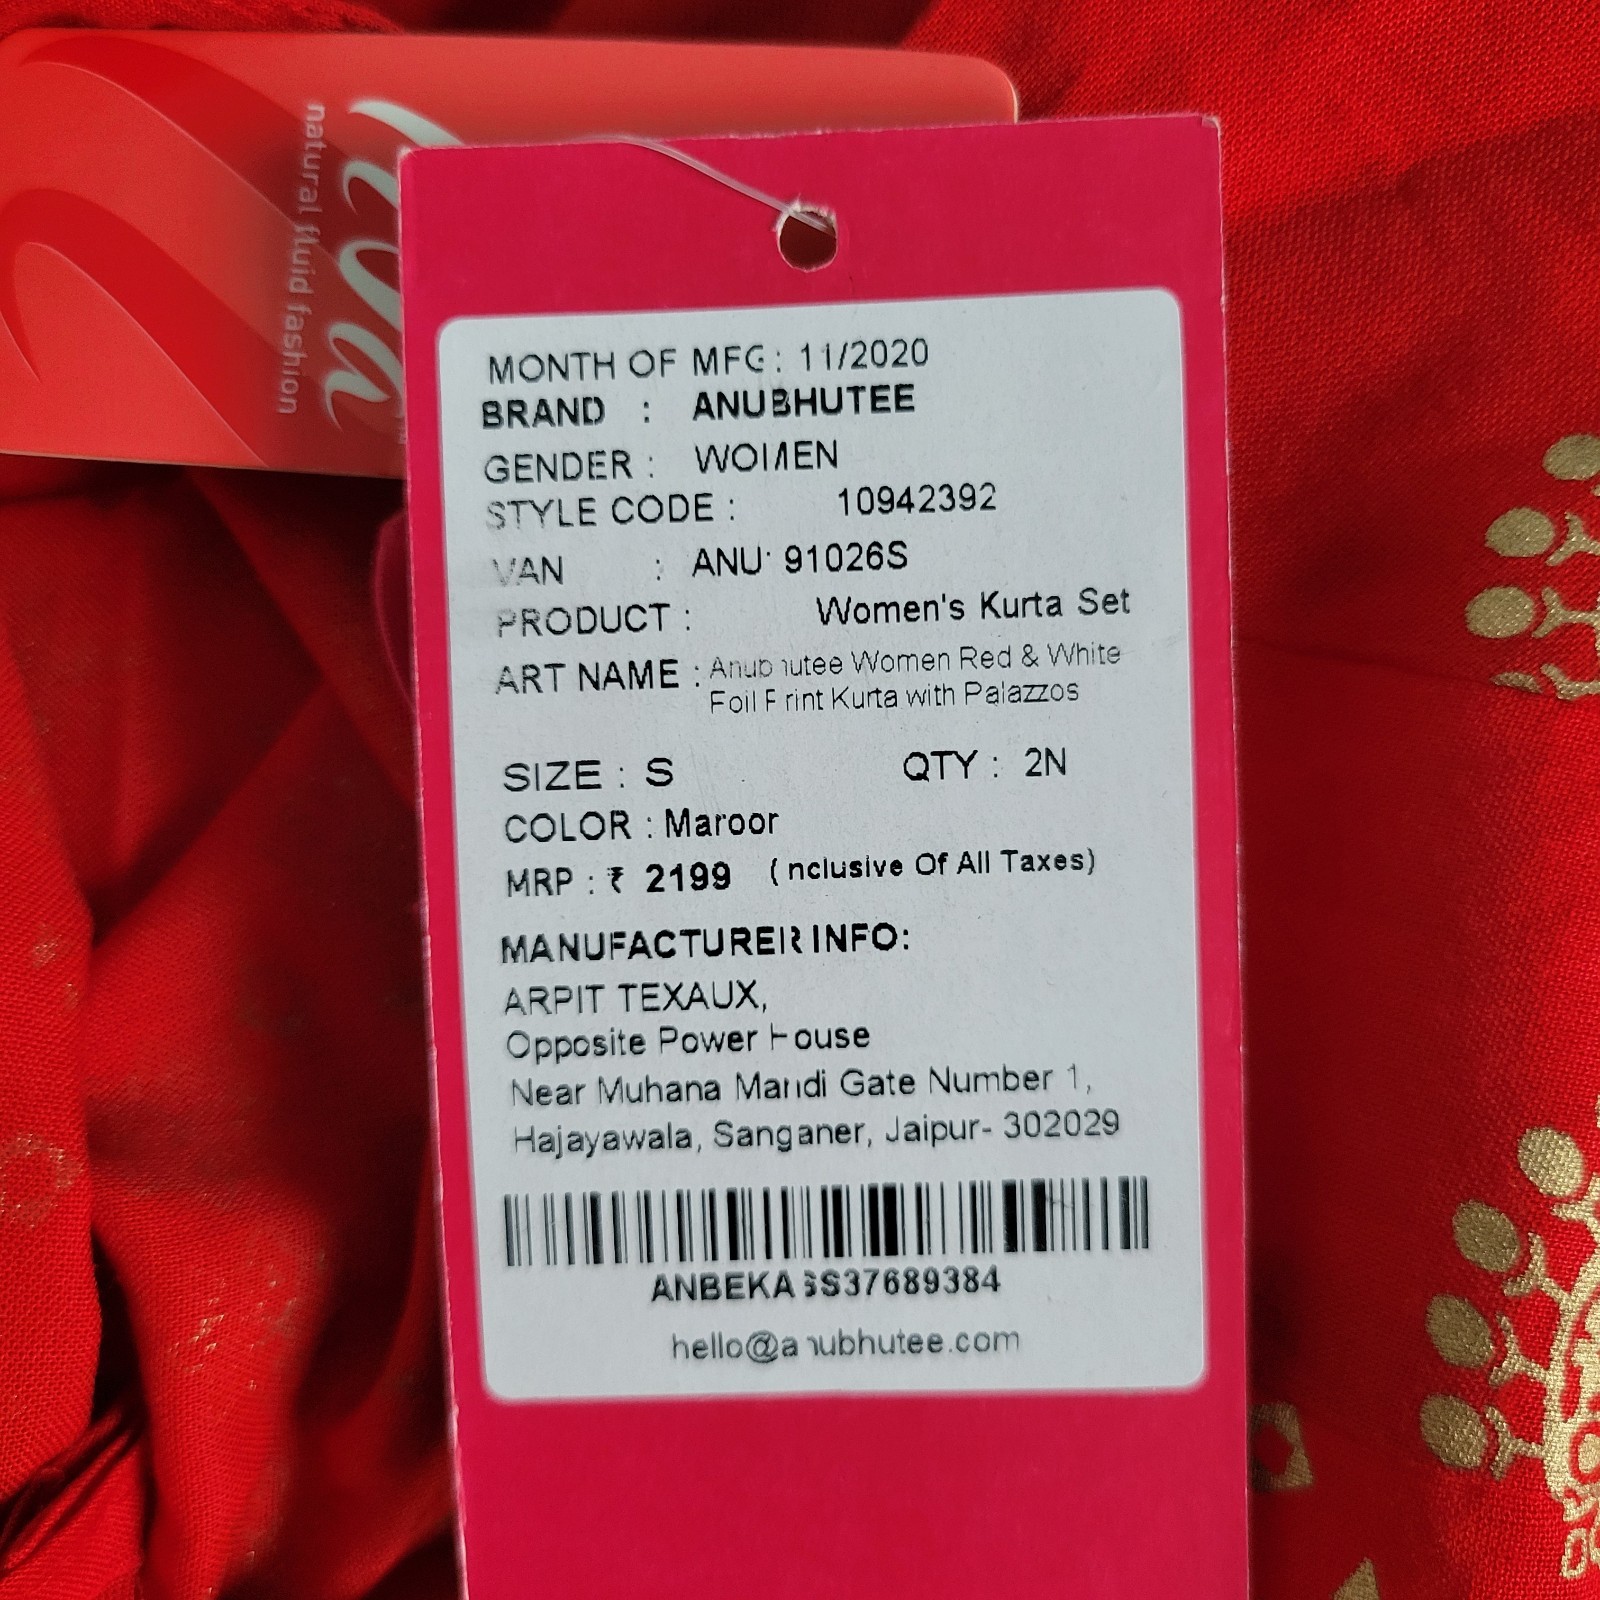 MONTH OF MFG: 11/2020
BRAND : ANUBHUTEE
GENDER : WOMEN
STYLE CODE : 10942392
VAN : ANU 91026S
PRODUCT : Women's Kurta Set
ART NAME : Anubhutee Women Red & White
Foil Print Kurta with Palazzos
SIZE : S QTY : 2N
COLOR : Maroon
MRP : ₹ 2199 (Inclusive Of All Taxes)
MANUFACTURER INFO:
ARPIT TEXAUX,
Opposite Power House
Near Muhana Mandi Gate Number 1,
Hajayawala, Sanganer, Jaipur- 302029
hello@anubhutee.com
natural fluid fashion